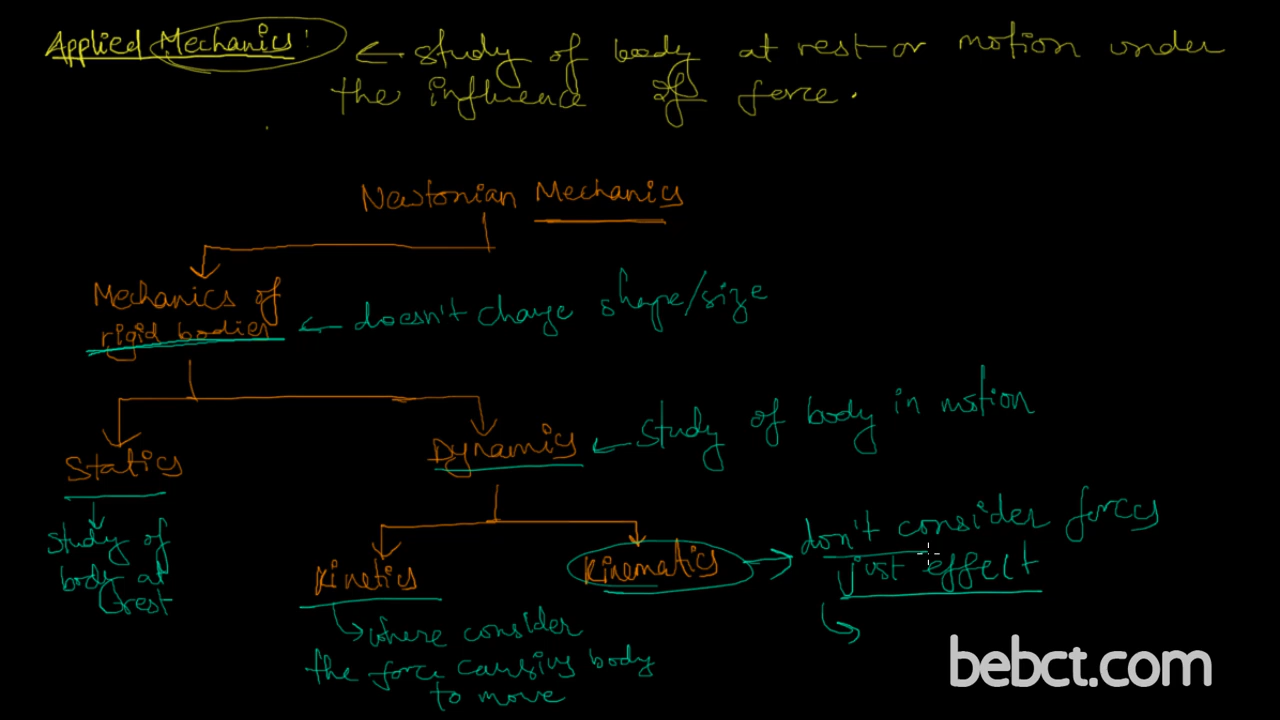 Applied Mechanics: ← study of body at rest or motion under
the influence of force.
Newtonian Mechanics
Mechanics of
rigid bodies ← doesn't change shape/size
Statics
study of
body at
rest
Dynamics ← study of body in motion
Kinetics
where consider
the force causing body
to move
Kinematics → don't consider forces
just effect
bebct.com